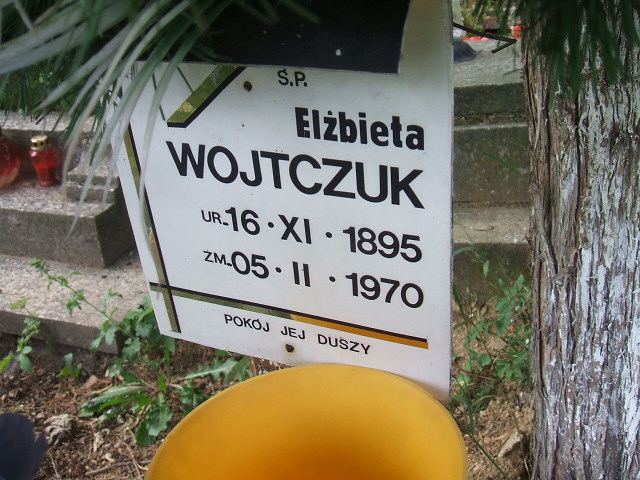 Ś.P.
Elżbieta
WOJTCZUK
UR.16·XI·1895
ZM.05·II·1970
POKÓJ JEJ DUSZY